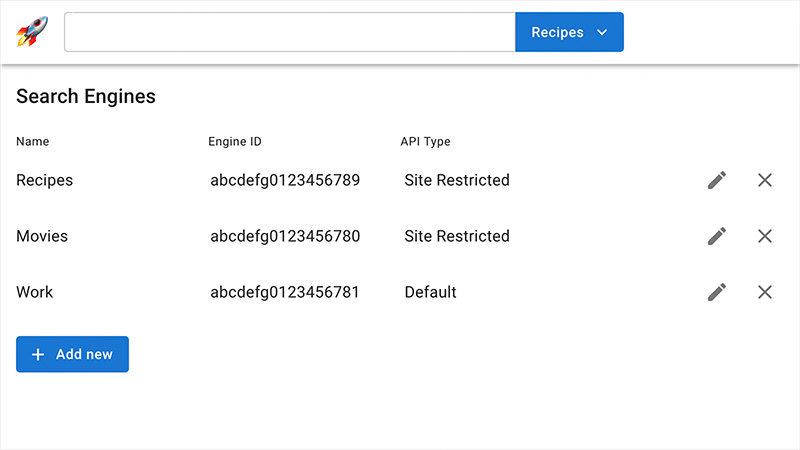 Recipes
Search Engines
Name Engine ID API Type
Recipes abcdefg0123456789 Site Restricted
Movies abcdefg0123456780 Site Restricted
Work abcdefg0123456781 Default
Add new